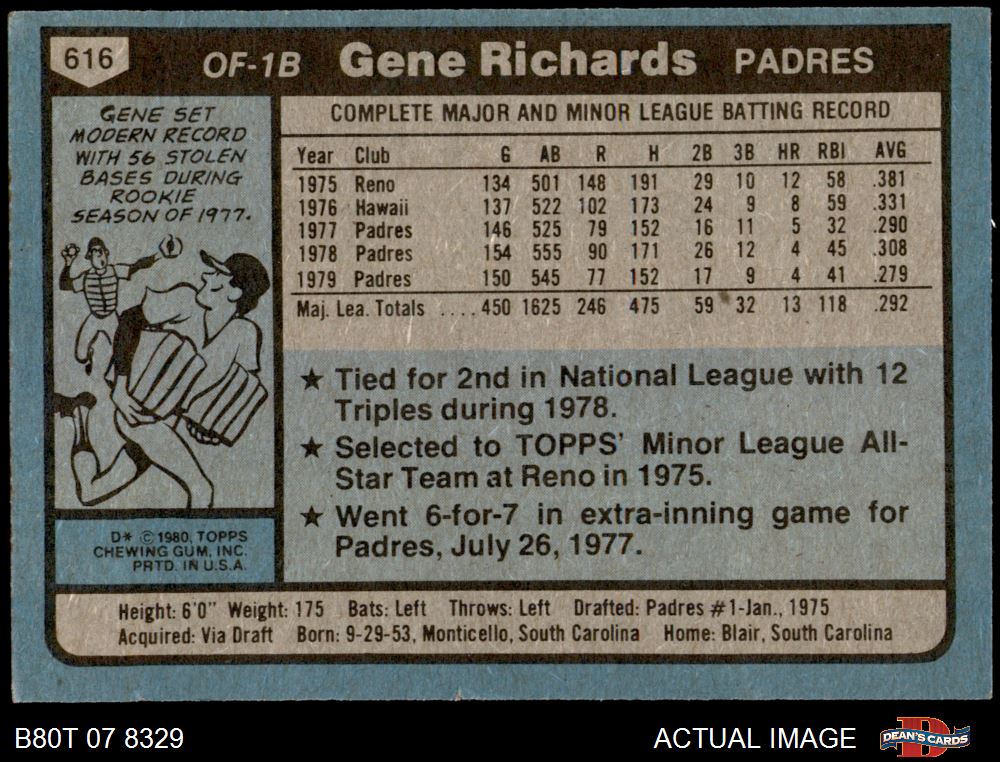 616 OF-1B Gene Richards PADRES
GENE SET
MODERN RECORD
WITH 56 STOLEN
BASES DURING
ROOKIE
SEASON OF 1977.
COMPLETE MAJOR AND MINOR LEAGUE BATTING RECORD
Year Club G AB R H 2B 3B HR RBI AVG
1975 Reno 134 501 148 191 29 10 12 58 .381
1976 Hawaii 137 522 102 173 24 9 8 59 .331
1977 Padres 146 525 79 152 16 11 5 32 .290
1978 Padres 154 555 90 171 26 12 4 45 .308
1979 Padres 150 545 77 152 17 9 4 41 .279
Maj. Lea. Totals .... 450 1625 246 475 59 32 13 118 .292
★ Tied for 2nd in National League with 12
Triples during 1978.
★ Selected to TOPPS' Minor League All-
Star Team at Reno in 1975.
★ Went 6-for-7 in extra-inning game for
Padres, July 26, 1977.
D* © 1980, TOPPS
CHEWING GUM, INC.
PRTD. IN U.S.A.
Height: 6'0" Weight: 175 Bats: Left Throws: Left Drafted: Padres #1-Jan., 1975
Acquired: Via Draft Born: 9-29-53, Monticello, South Carolina Home: Blair, South Carolina
B80T 07 8329 ACTUAL IMAGE D DEAN'S CARDS